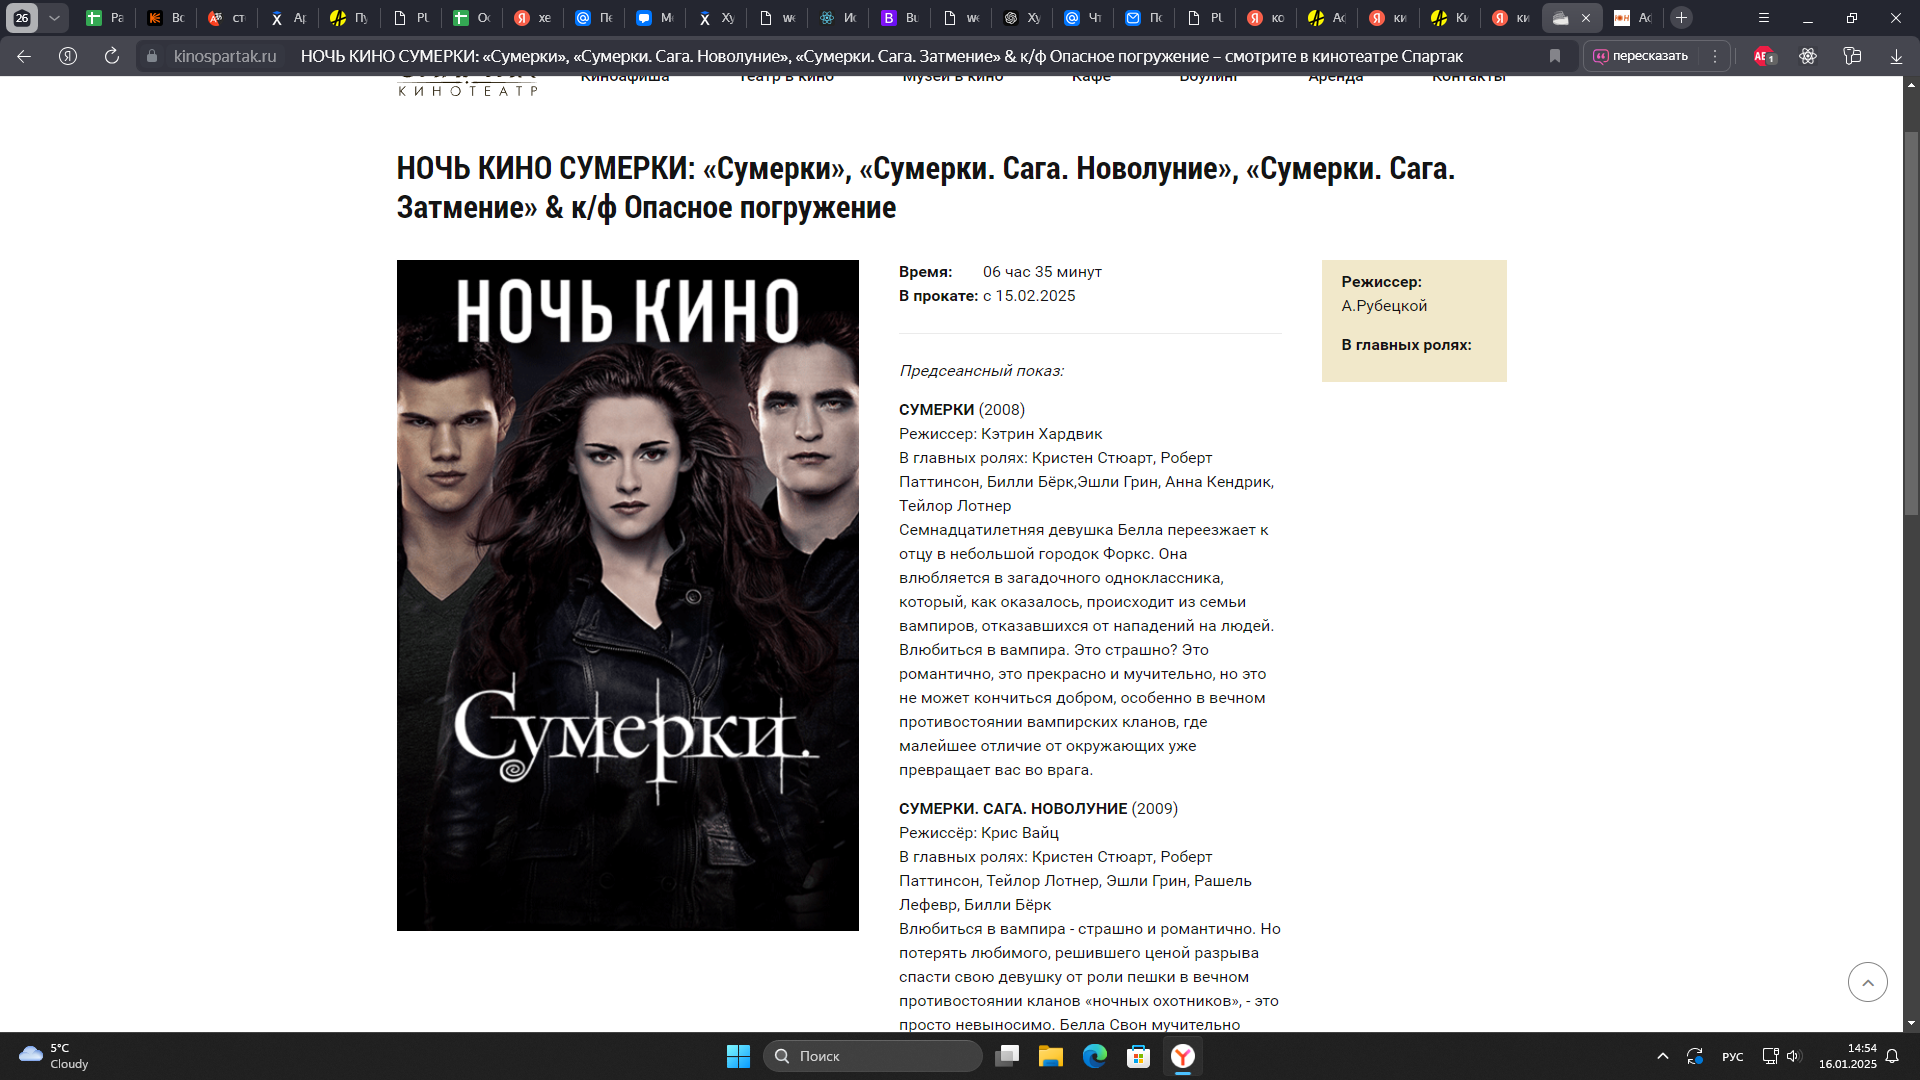 26
Ра
Вс
ст
Ар
Пу
PU
Ос
хе
Пе
Ме
Ху
we
Ис
Bu
we
Ху
Чт
По
PU
ко
Ас
ки
Ки
ки
Ас
kinospartak.ru НОЧЬ КИНО СУМЕРКИ: «Сумерки», «Сумерки. Сага. Новолуние», «Сумерки. Сага. Затмение» & к/ф Опасное погружение – смотрите в кинотеатре Спартак
пересказать
КИНОТЕАТР
Киноафиша Театр в кино Музей в кино Кафе Боулинг Аренда Контакты
НОЧЬ КИНО СУМЕРКИ: «Сумерки», «Сумерки. Сага. Новолуние», «Сумерки. Сага.
Затмение» & к/ф Опасное погружение
НОЧЬ КИНО
Сумерки.
Время: 06 час 35 минут
В прокате: с 15.02.2025
Предсеансный показ:
СУМЕРКИ (2008)
Режиссер: Кэтрин Хардвик
В главных ролях: Кристен Стюарт, Роберт
Паттинсон, Билли Бёрк,Эшли Грин, Анна Кендрик,
Тейлор Лотнер
Семнадцатилетняя девушка Белла переезжает к
отцу в небольшой городок Форкс. Она
влюбляется в загадочного одноклассника,
который, как оказалось, происходит из семьи
вампиров, отказавшихся от нападений на людей.
Влюбиться в вампира. Это страшно? Это
романтично, это прекрасно и мучительно, но это
не может кончиться добром, особенно в вечном
противостоянии вампирских кланов, где
малейшее отличие от окружающих уже
превращает вас во врага.
СУМЕРКИ. САГА. НОВОЛУНИЕ (2009)
Режиссёр: Крис Вайц
В главных ролях: Кристен Стюарт, Роберт
Паттинсон, Тейлор Лотнер, Эшли Грин, Рашель
Лефевр, Билли Бёрк
Влюбиться в вампира - страшно и романтично. Но
потерять любимого, решившего ценой разрыва
спасти свою девушку от роли пешки в вечном
противостоянии кланов «ночных охотников», - это
просто невыносимо. Белла Свон мучительно
Режиссер:
А.Рубецкой
В главных ролях:
5°C
Cloudy
Поиск
РУС
14:54
16.01.2025